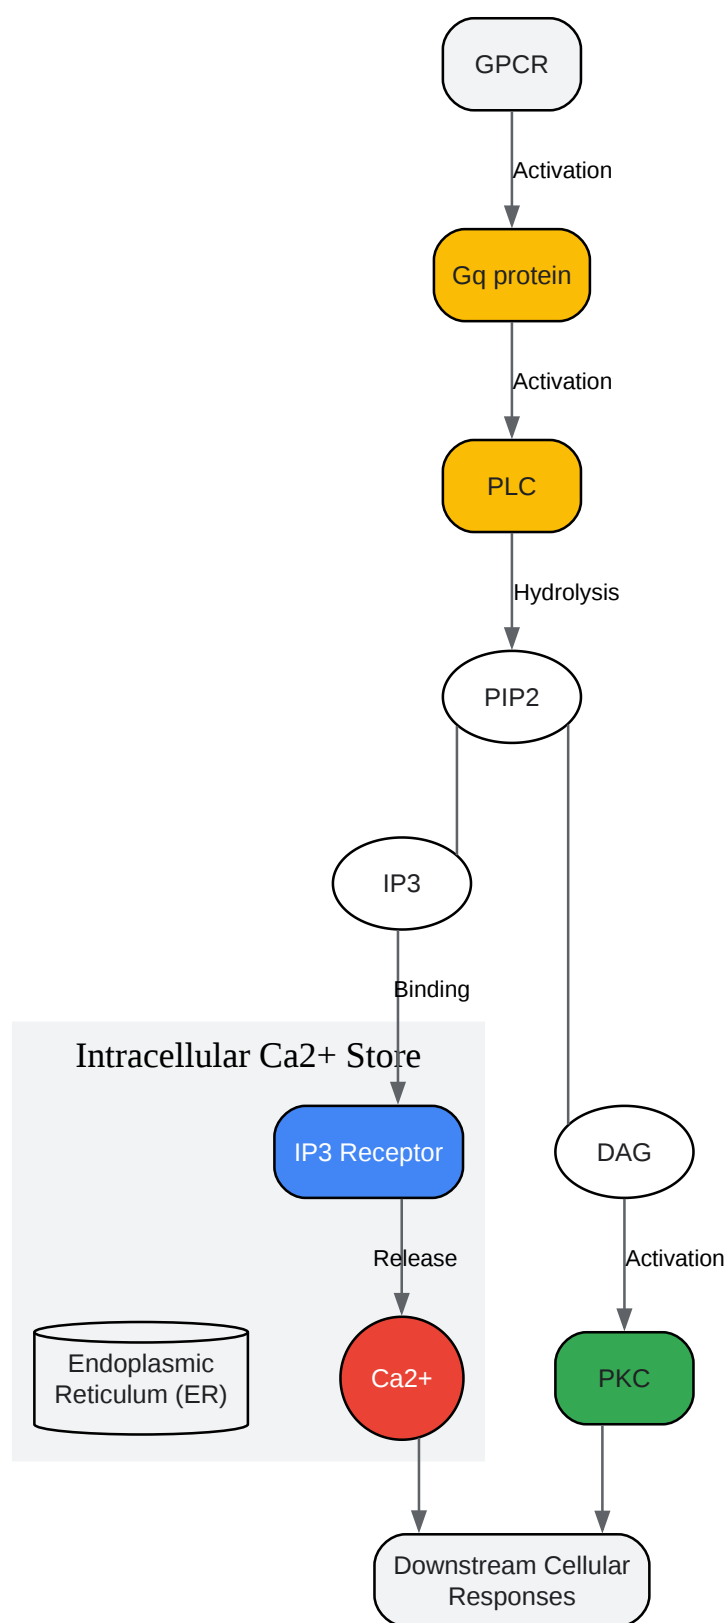 GPCR
Activation
Gq protein
Activation
PLC
Hydrolysis
PIP2
IP3
Binding
Intracellular Ca2+ Store
IP3 Receptor
DAG
Release
Activation
Endoplasmic
Reticulum (ER)
Ca2+
PKC
Downstream Cellular
Responses